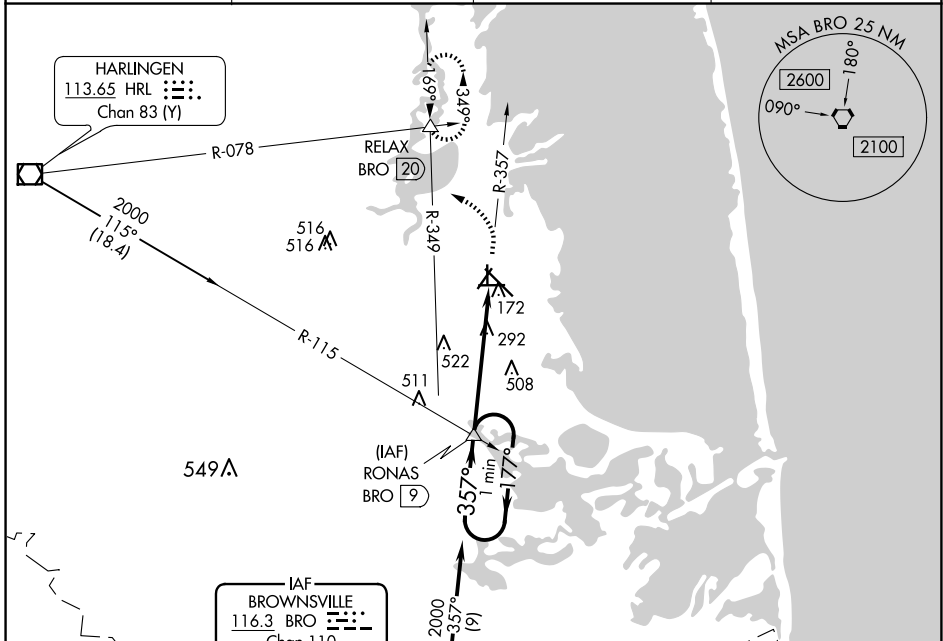 HARLINGEN
113.65 HRL
Chan 83 (Y)
MSA BRO 25 NM
2600
180°
090°
2100
169°
349°
RELAX
BRO 20
R-078
R-357
2000
115°
(18.4)
516
516
R-349
172
292
R-115
522
511
508
(IAF)
RONAS
BRO 9
549
357°
1 min
177°
IAF
BROWNSVILLE
116.3 BRO
Chan 110
2000
357°
(9)